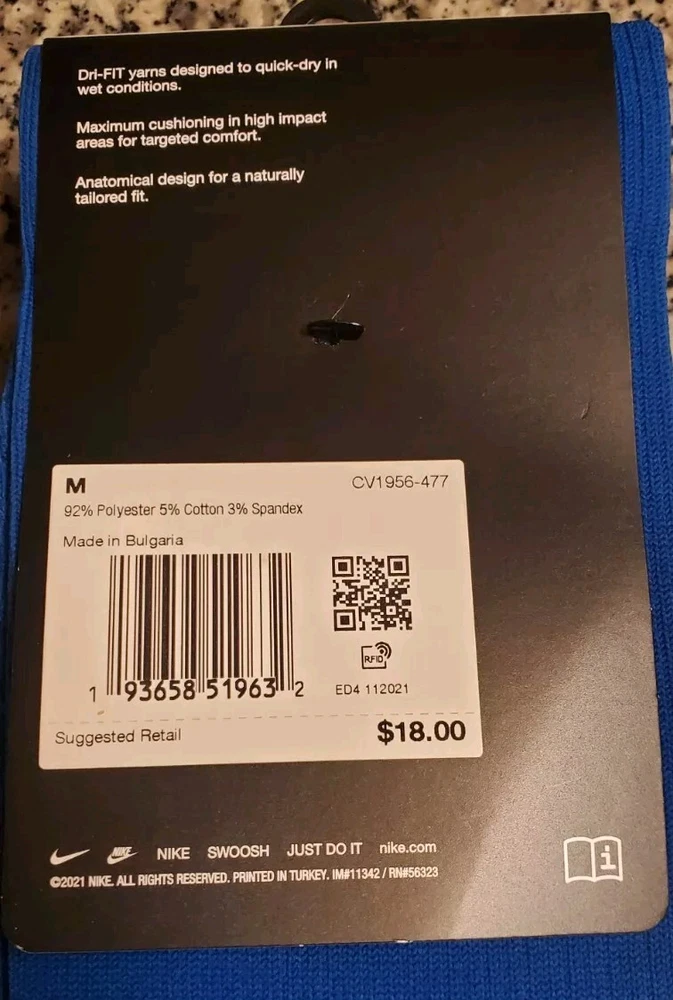 Dri-FIT yarns designed to quick-dry in
wet conditions.
Maximum cushioning in high impact
areas for targeted comfort.
Anatomical design for a naturally
tailored fit.
M CV1956-477
92% Polyester 5% Cotton 3% Spandex
Made in Bulgaria
RFID
1 93658 51963 2
ED4 112021
Suggested Retail $18.00
NIKE NIKE SWOOSH JUST DO IT nike.com
©2021 NIKE. ALL RIGHTS RESERVED. PRINTED IN TURKEY. IM#11342 / RN#56323
i